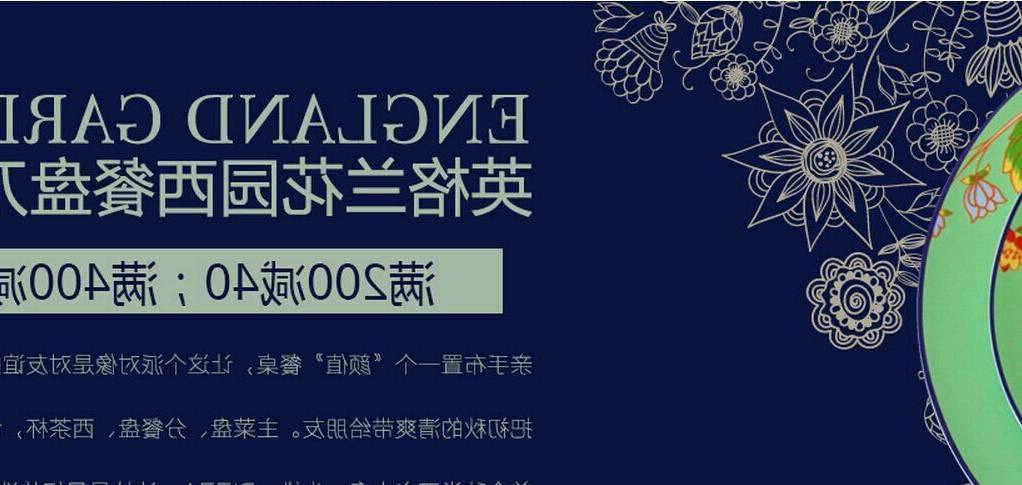 ENGLAND GAR
英格兰花园西餐盘刀
满200减40；满400减
亲手布置一个“颜值”餐桌，让这个派对像是对友谊
把初秋的清爽带给朋友。主菜盘、分餐盘、西茶杯，